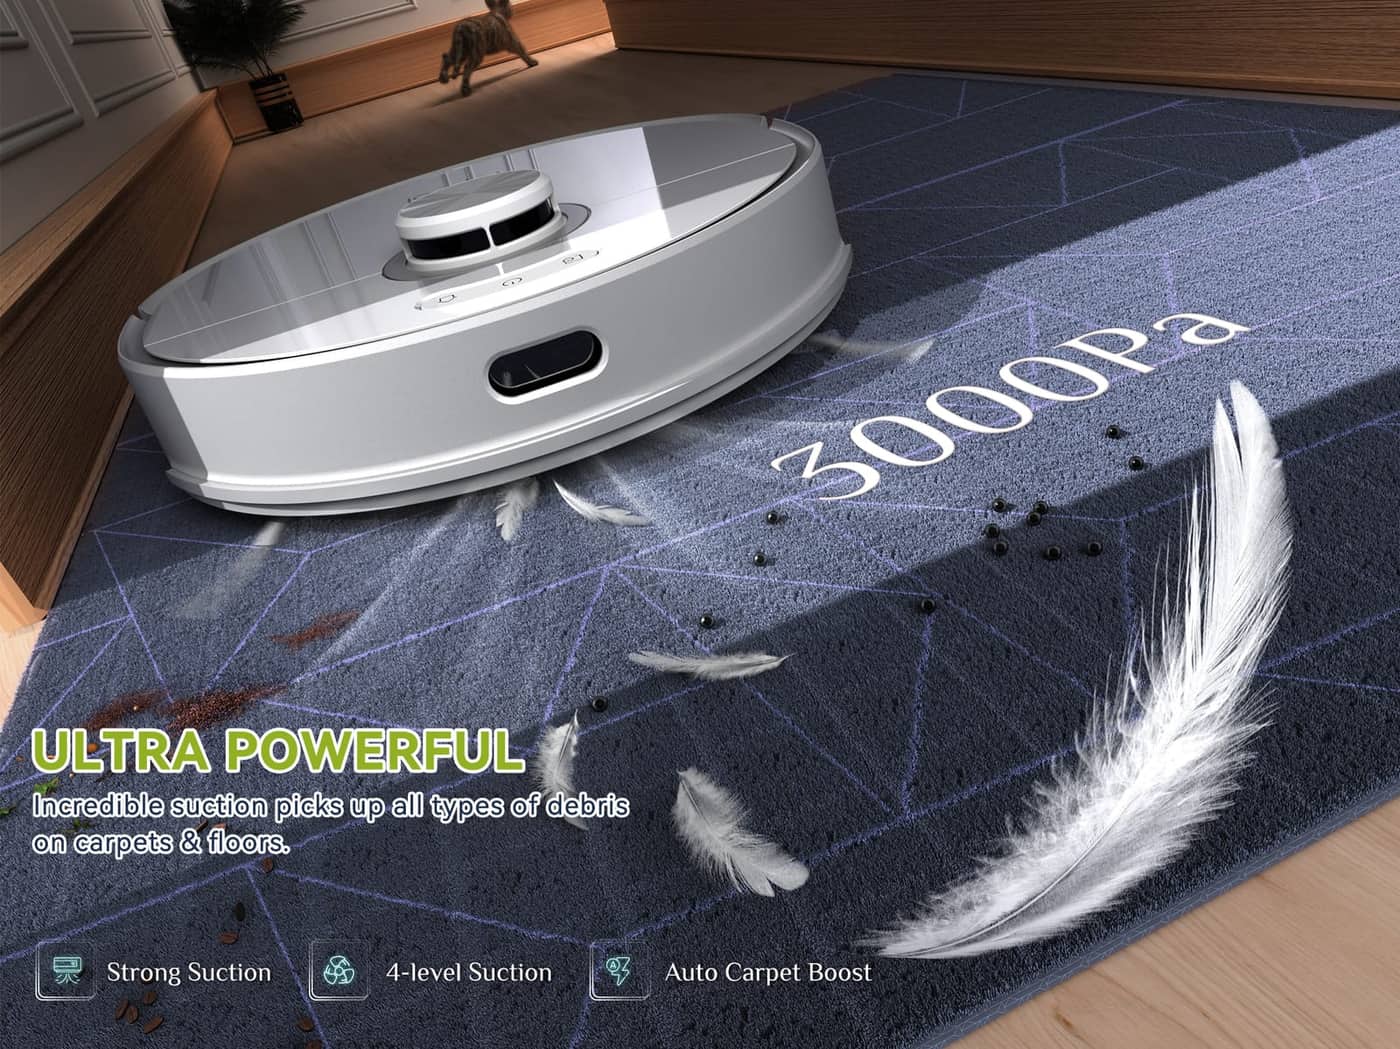 3000Pa
ULTRA POWERFUL
Incredible suction picks up all types of debris
on carpets & floors.
Strong Suction
4-level Suction
Auto Carpet Boost